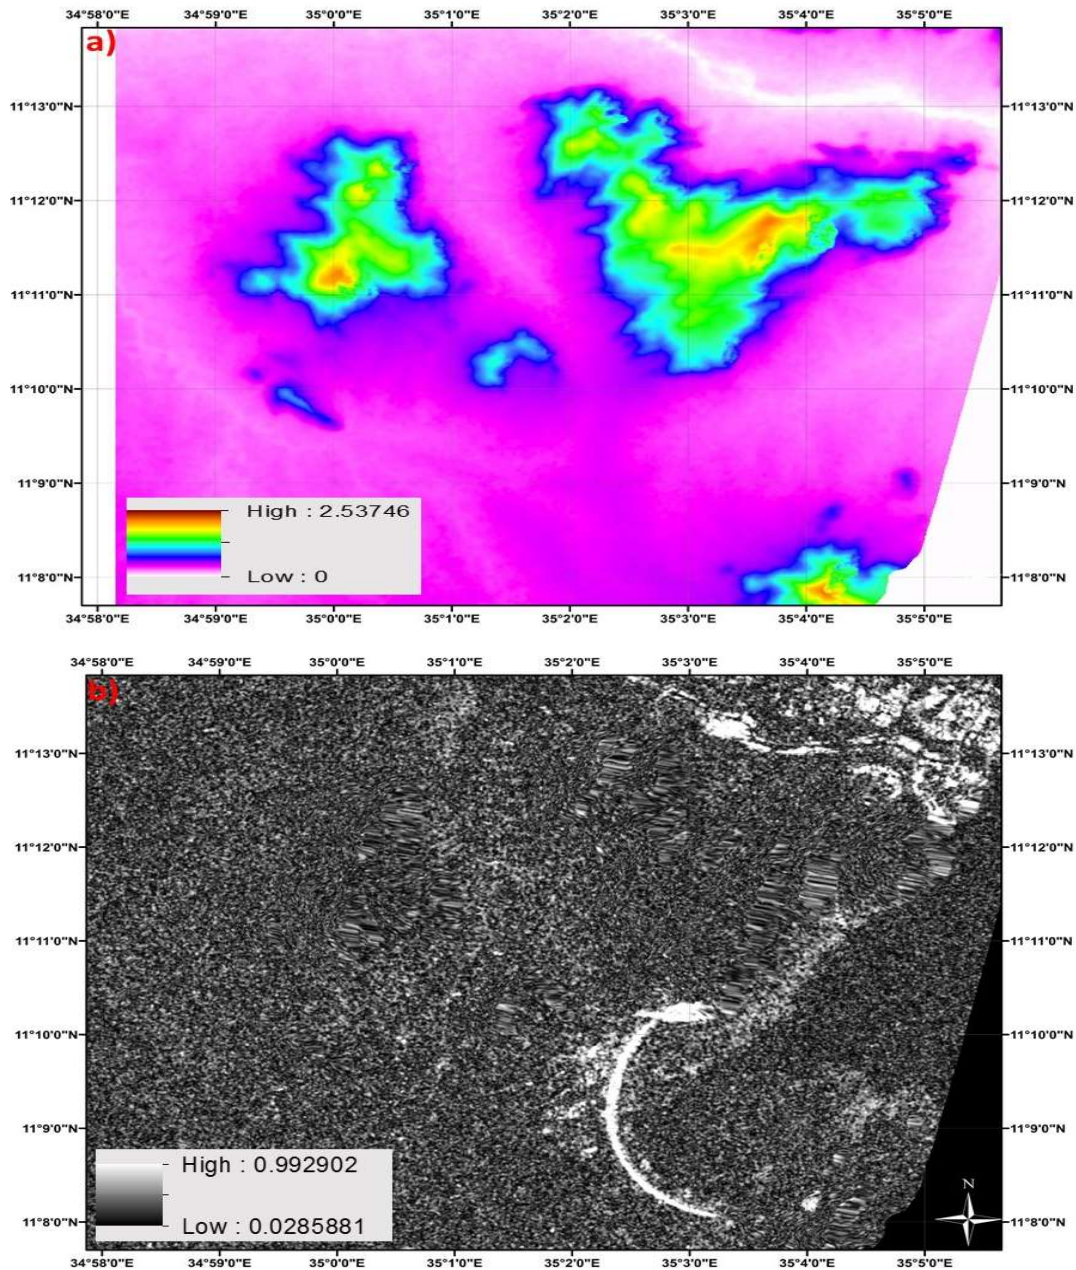 34°58'0"E 34°59'0"E 35°0'0"E 35°1'0"E 35°2'0"E 35°3'0"E 35°4'0"E 35°5'0"E
a)
11°13'0"N 11°13'0"N
11°12'0"N 11°12'0"N
11°11'0"N 11°11'0"N
11°10'0"N 11°10'0"N
11°9'0"N 11°9'0"N
High : 2.53746
11°8'0"N Low : 0 11°8'0"N
34°58'0"E 34°59'0"E 35°0'0"E 35°1'0"E 35°2'0"E 35°3'0"E 35°4'0"E 35°5'0"E
34°58'0"E 34°59'0"E 35°0'0"E 35°1'0"E 35°2'0"E 35°3'0"E 35°4'0"E 35°5'0"E
b)
11°13'0"N 11°13'0"N
11°12'0"N 11°12'0"N
11°11'0"N 11°11'0"N
11°10'0"N 11°10'0"N
11°9'0"N 11°9'0"N
High : 0.992902
N
11°8'0"N Low : 0.0285881 11°8'0"N
34°58'0"E 34°59'0"E 35°0'0"E 35°1'0"E 35°2'0"E 35°3'0"E 35°4'0"E 35°5'0"E